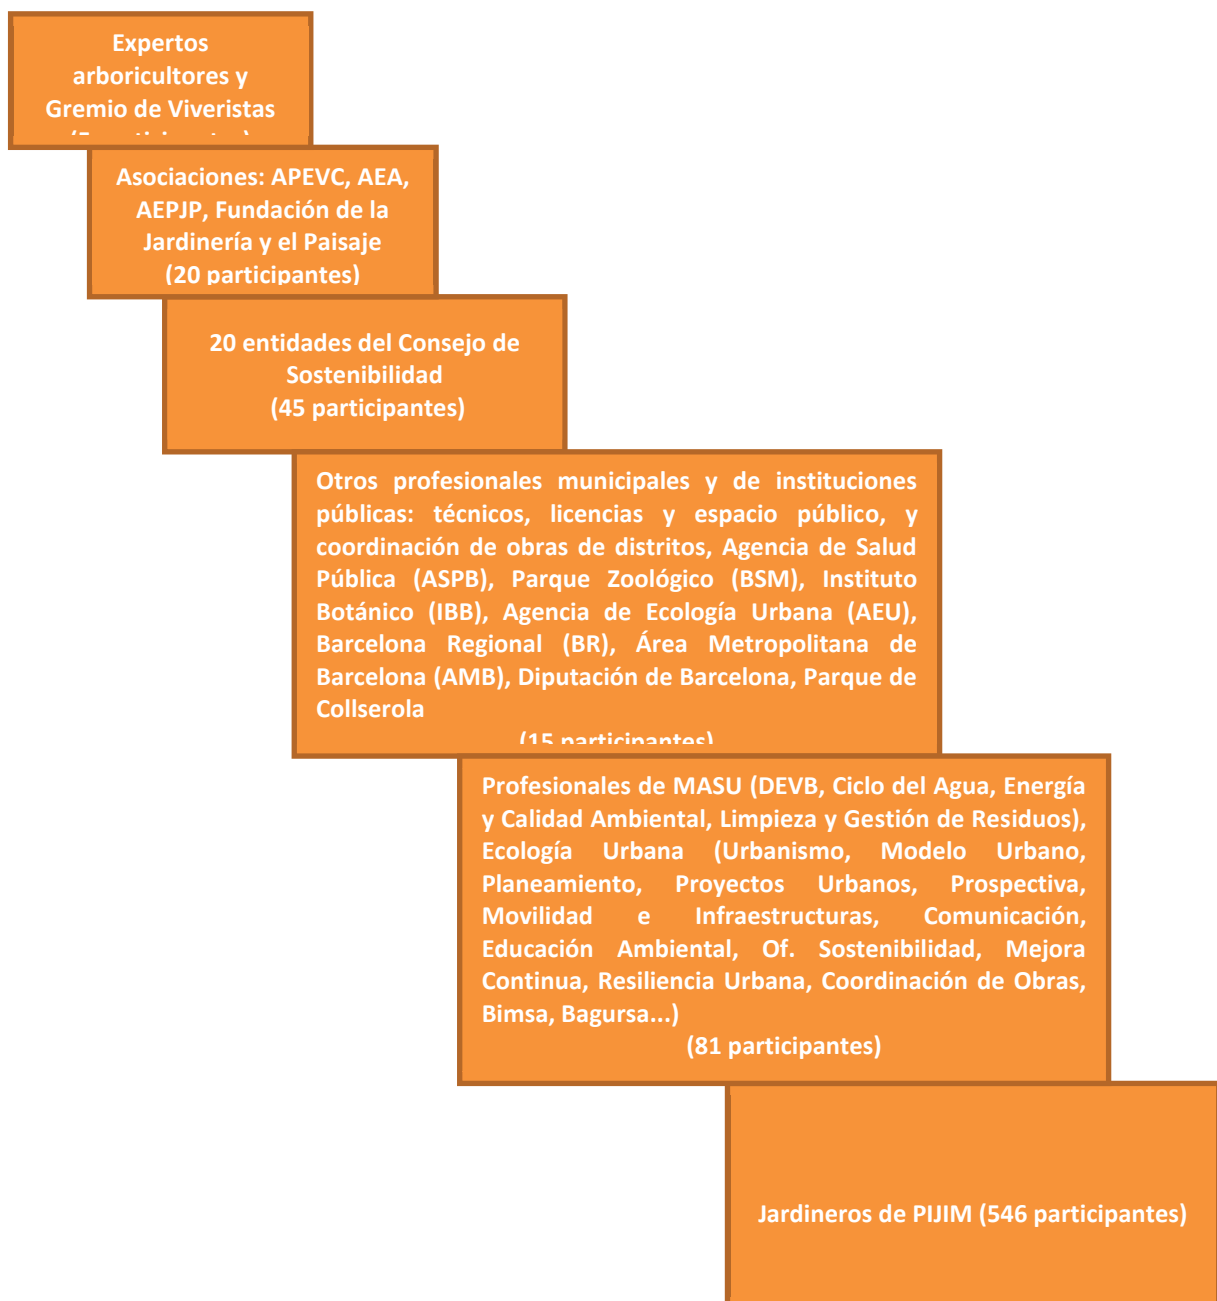 Expertos
arboricultores y
Gremio de Viveristas
Asociaciones: APEVC, AEA,
AEPJP, Fundación de la
Jardinería y el Paisaje
(20 participantes)
20 entidades del Consejo de
Sostenibilidad
(45 participantes)
Otros profesionales municipales y de instituciones
públicas: técnicos, licencias y espacio público, y
coordinación de obras de distritos, Agencia de Salud
Pública (ASPB), Parque Zoológico (BSM), Instituto
Botánico (IBB), Agencia de Ecología Urbana (AEU),
Barcelona Regional (BR), Área Metropolitana de
Barcelona (AMB), Diputación de Barcelona, Parque de
Collserola
(15 participantes)
Profesionales de MASU (DEVB, Ciclo del Agua, Energía
y Calidad Ambiental, Limpieza y Gestión de Residuos),
Ecología Urbana (Urbanismo, Modelo Urbano,
Planeamiento, Proyectos Urbanos, Prospectiva,
Movilidad e Infraestructuras, Comunicación,
Educación Ambiental, Of. Sostenibilidad, Mejora
Continua, Resiliencia Urbana, Coordinación de Obras,
Bimsa, Bagursa...)
(81 participantes)
Jardineros de PIJIM (546 participantes)